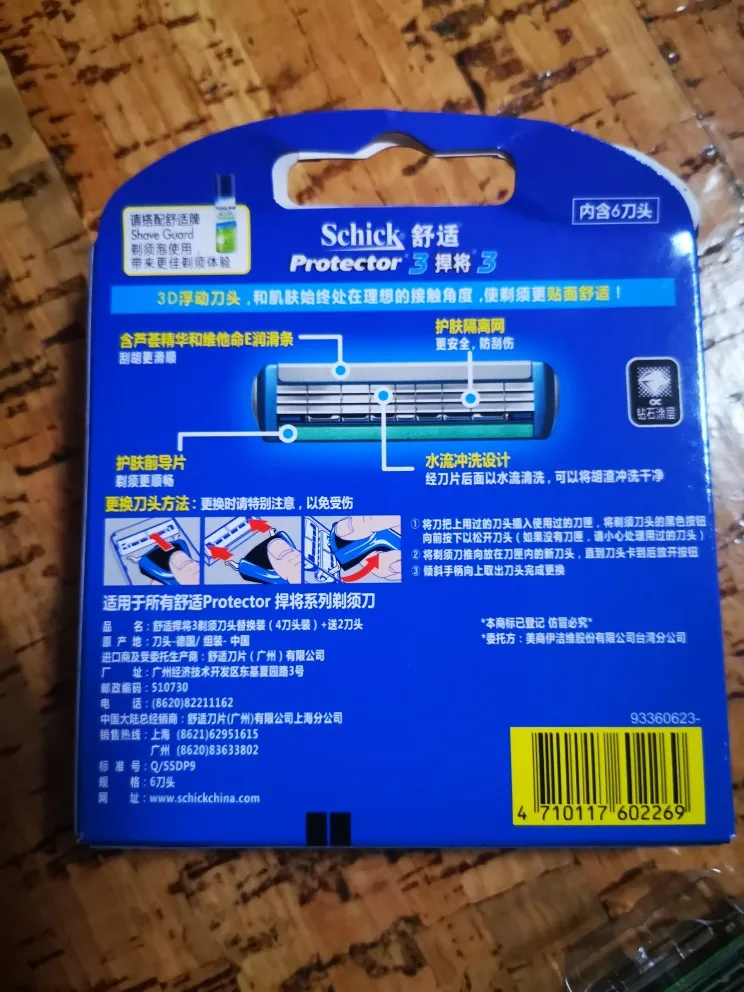 请搭配舒适牌
Shave Guard
剃须泡使用，
带来更佳剃须体验
内含6刀头
Schick 舒适
Protector 3 捍将 3
3D浮动刀头，和肌肤始终处在理想的接触角度，使剃须更贴面舒适！
含芦荟精华和维他命E润滑条
刮胡更滑顺
护肤隔离网
更安全，防刮伤
钻石涂层
护肤前导片
剃须更顺畅
水流冲洗设计
经刀片后面以水流清洗，可以将胡渣冲洗干净
更换刀头方法：更换时请特别注意，以免受伤
① 将刀把上用过的刀头插入使用过的刀匣，将剃须刀头的黑色按钮
向前按下以松开刀头（如果没有刀匣，请小心处理用过的刀头）
② 将剃须刀推向放在刀匣内的新刀头，直到刀头卡到后放开按钮
③ 倾斜手柄向上取出刀头完成更换
适用于所有舒适Protector 捍将系列剃须刀
品 名：舒适捍将3剃须刀头替换装（4刀头装）+送2刀头
原 产 地：刀头-德国/ 组装- 中国
进口商及受委托生产商：舒适刀片（广州）有限公司
厂 址：广州经济技术开发区东基夏园路3号
邮政编码：510730
电 话：(8620)82211162
中国大陆总经销商：舒适刀片(广州)有限公司上海分公司
销售热线：上海 (8621)62951615
广州 (8620)83633802
标 准 号：Q/SSDP9
规 格：6刀头
网 址：www.schickchina.com
*本商标已登记 仿冒必究*
*委托方：美商伊洁维股份有限公司台湾分公司
93360623-
4 710117 602269